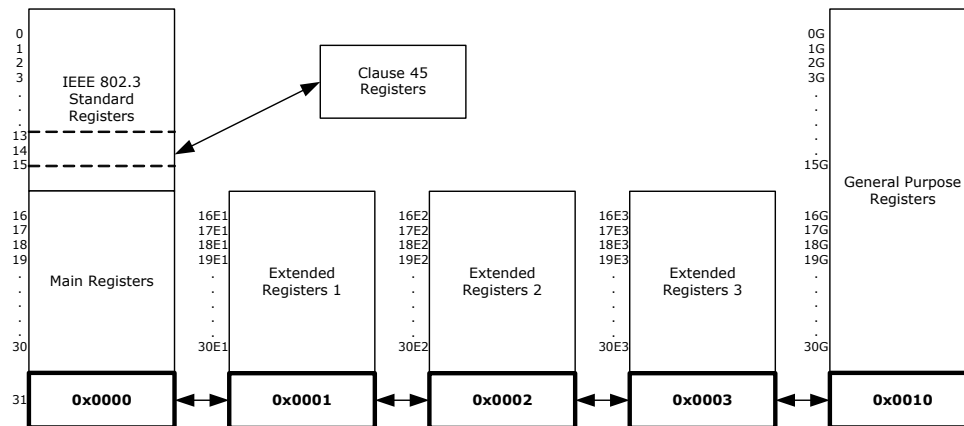 0
1
2
3
.
.
.
13
14
15
IEEE 802.3
Standard
Registers
Clause 45
Registers
16
17
18
19
.
.
.
.
.
30
Main Registers
16E1
17E1
18E1
19E1
.
.
.
.
.
30E1
Extended
Registers 1
16E2
17E2
18E2
19E2
.
.
.
.
.
30E2
Extended
Registers 2
16E3
17E3
18E3
19E3
.
.
.
.
.
30E3
Extended
Registers 3
0G
1G
2G
3G
.
.
.
.
.
15G
16G
17G
18G
19G
.
.
.
.
.
30G
General Purpose
Registers
31
0x0000
0x0001
0x0002
0x0003
0x0010